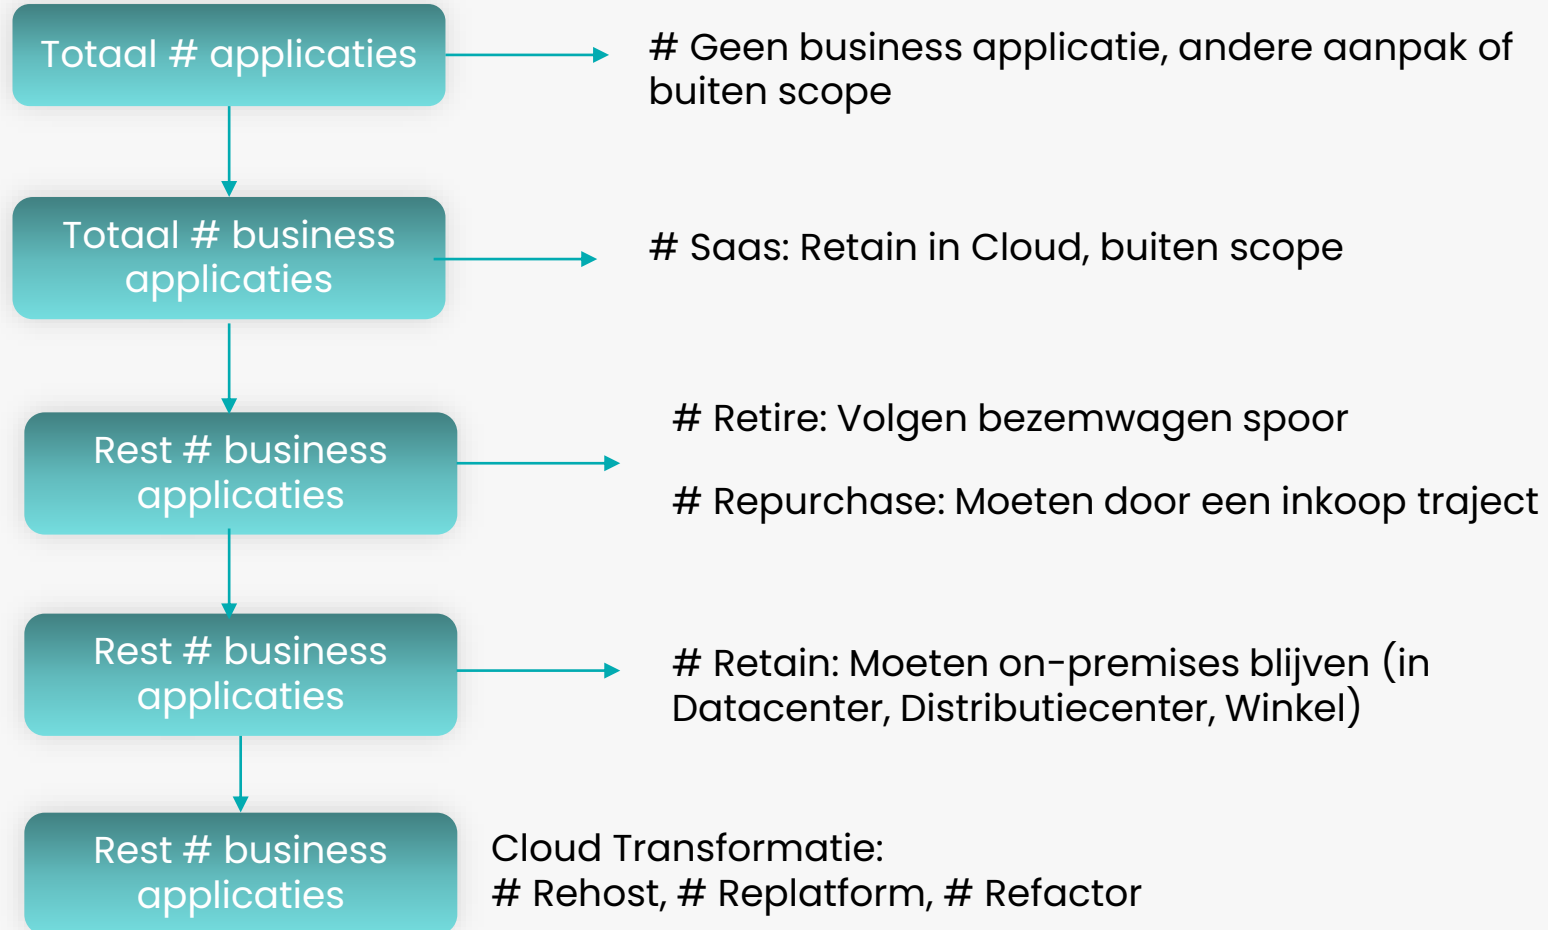 Totaal # applicaties
# Geen business applicatie, andere aanpak of
buiten scope
Totaal # business
applicaties
# Saas: Retain in Cloud, buiten scope
Rest # business
applicaties
# Retire: Volgen bezemwagen spoor
# Repurchase: Moeten door een inkoop traject
Rest # business
applicaties
# Retain: Moeten on-premises blijven (in
Datacenter, Distributiecenter, Winkel)
Rest # business
applicaties
Cloud Transformatie:
# Rehost, # Replatform, # Refactor